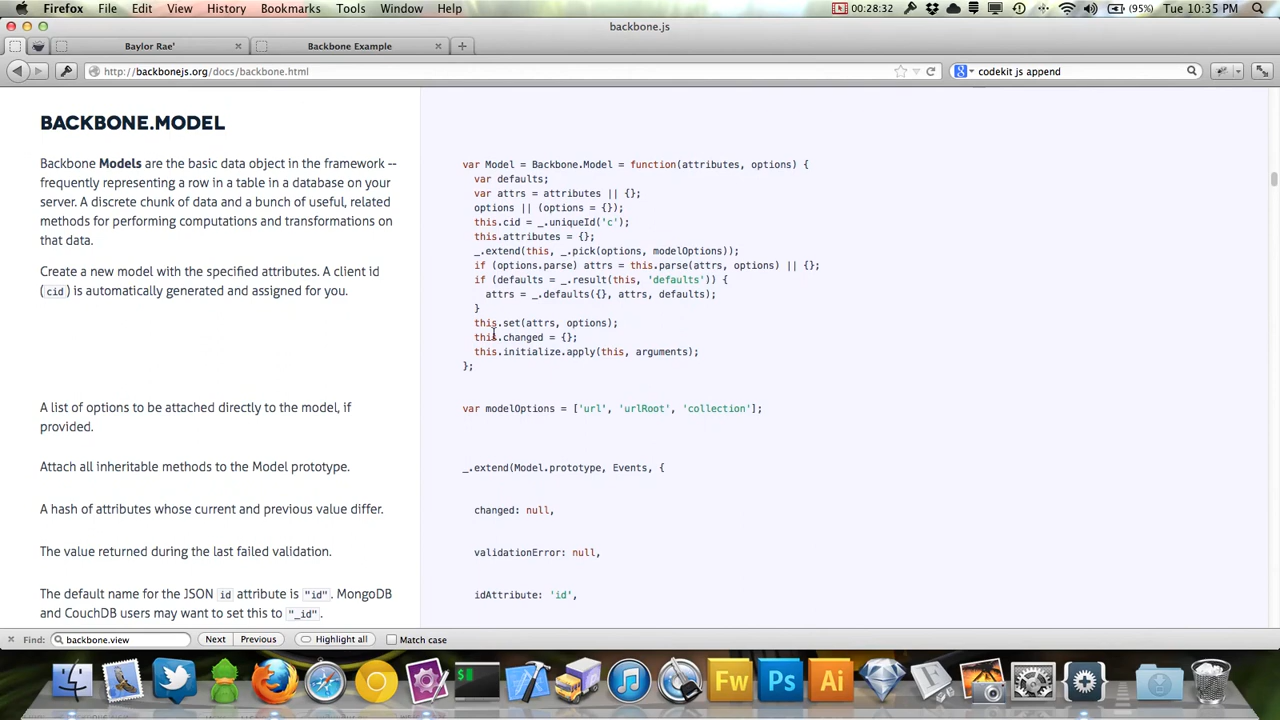 Firefox File Edit View History Bookmarks Tools Window Help 00:28:32 (95%) Tue 10:35 PM
backbone.js
Baylor Rae' × Backbone Example × +
http://backbonejs.org/docs/backbone.html codekit js append
BACKBONE.MODEL
Backbone Models are the basic data object in the framework --
frequently representing a row in a table in a database on your
server. A discrete chunk of data and a bunch of useful, related
methods for performing computations and transformations on
that data.
Create a new model with the specified attributes. A client id
(cid) is automatically generated and assigned for you.
var Model = Backbone.Model = function(attributes, options) {
var defaults;
var attrs = attributes || {};
options || (options = {});
this.cid = _.uniqueId('c');
this.attributes = {};
_.extend(this, _.pick(options, modelOptions));
if (options.parse) attrs = this.parse(attrs, options) || {};
if (defaults = _.result(this, 'defaults')) {
attrs = _.defaults({}, attrs, defaults);
}
this.set(attrs, options);
this.changed = {};
this.initialize.apply(this, arguments);
};
A list of options to be attached directly to the model, if
provided.
var modelOptions = ['url', 'urlRoot', 'collection'];
Attach all inheritable methods to the Model prototype.
_.extend(Model.prototype, Events, {
A hash of attributes whose current and previous value differ.
changed: null,
The value returned during the last failed validation.
validationError: null,
The default name for the JSON id attribute is "id". MongoDB
and CouchDB users may want to set this to "_id".
idAttribute: 'id',
× Find: backbone.view Next Previous Highlight all Match case
$ Fw Ps Ai